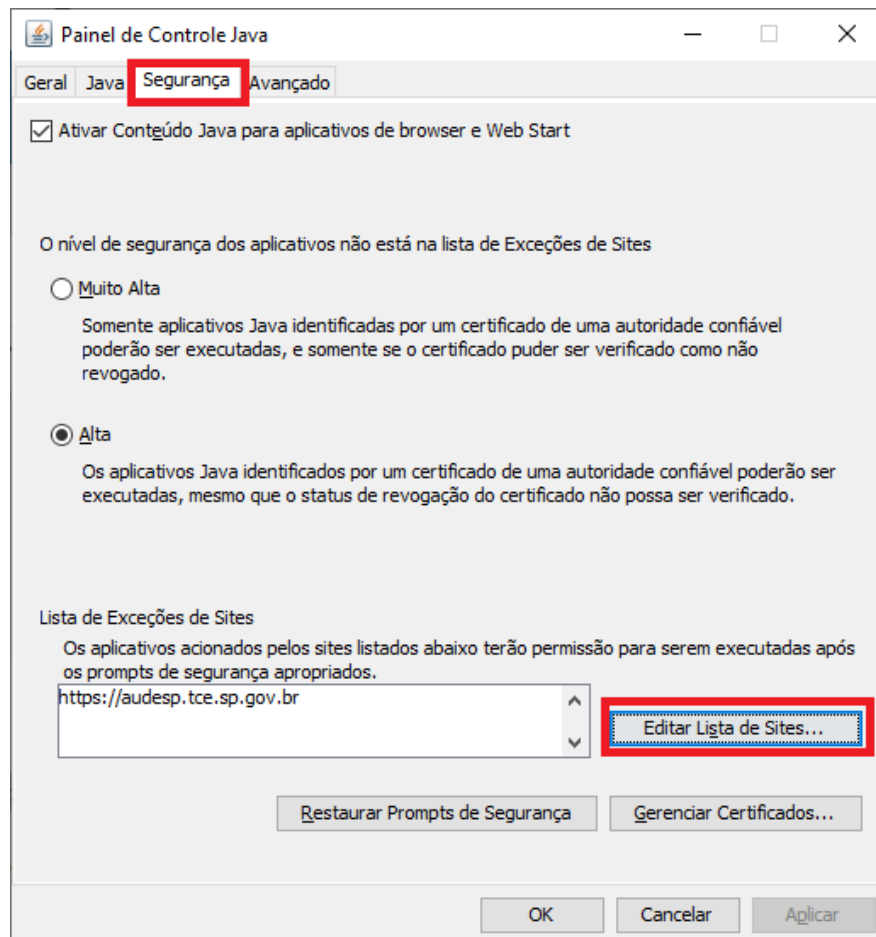 Painel de Controle Java
Geral Java Segurança Avançado
Ativar Conteúdo Java para aplicativos de browser e Web Start
O nível de segurança dos aplicativos não está na lista de Exceções de Sites
Muito Alta
Somente aplicativos Java identificadas por um certificado de uma autoridade confiável
poderão ser executadas, e somente se o certificado puder ser verificado como não
revogado.
Alta
Os aplicativos Java identificados por um certificado de uma autoridade confiável poderão ser
executadas, mesmo que o status de revogação do certificado não possa ser verificado.
Lista de Exceções de Sites
Os aplicativos acionados pelos sites listados abaixo terão permissão para serem executadas após
os prompts de segurança apropriados.
https://audesp.tce.sp.gov.br
Editar Lista de Sites...
Restaurar Prompts de Segurança Gerenciar Certificados...
OK Cancelar Aplicar